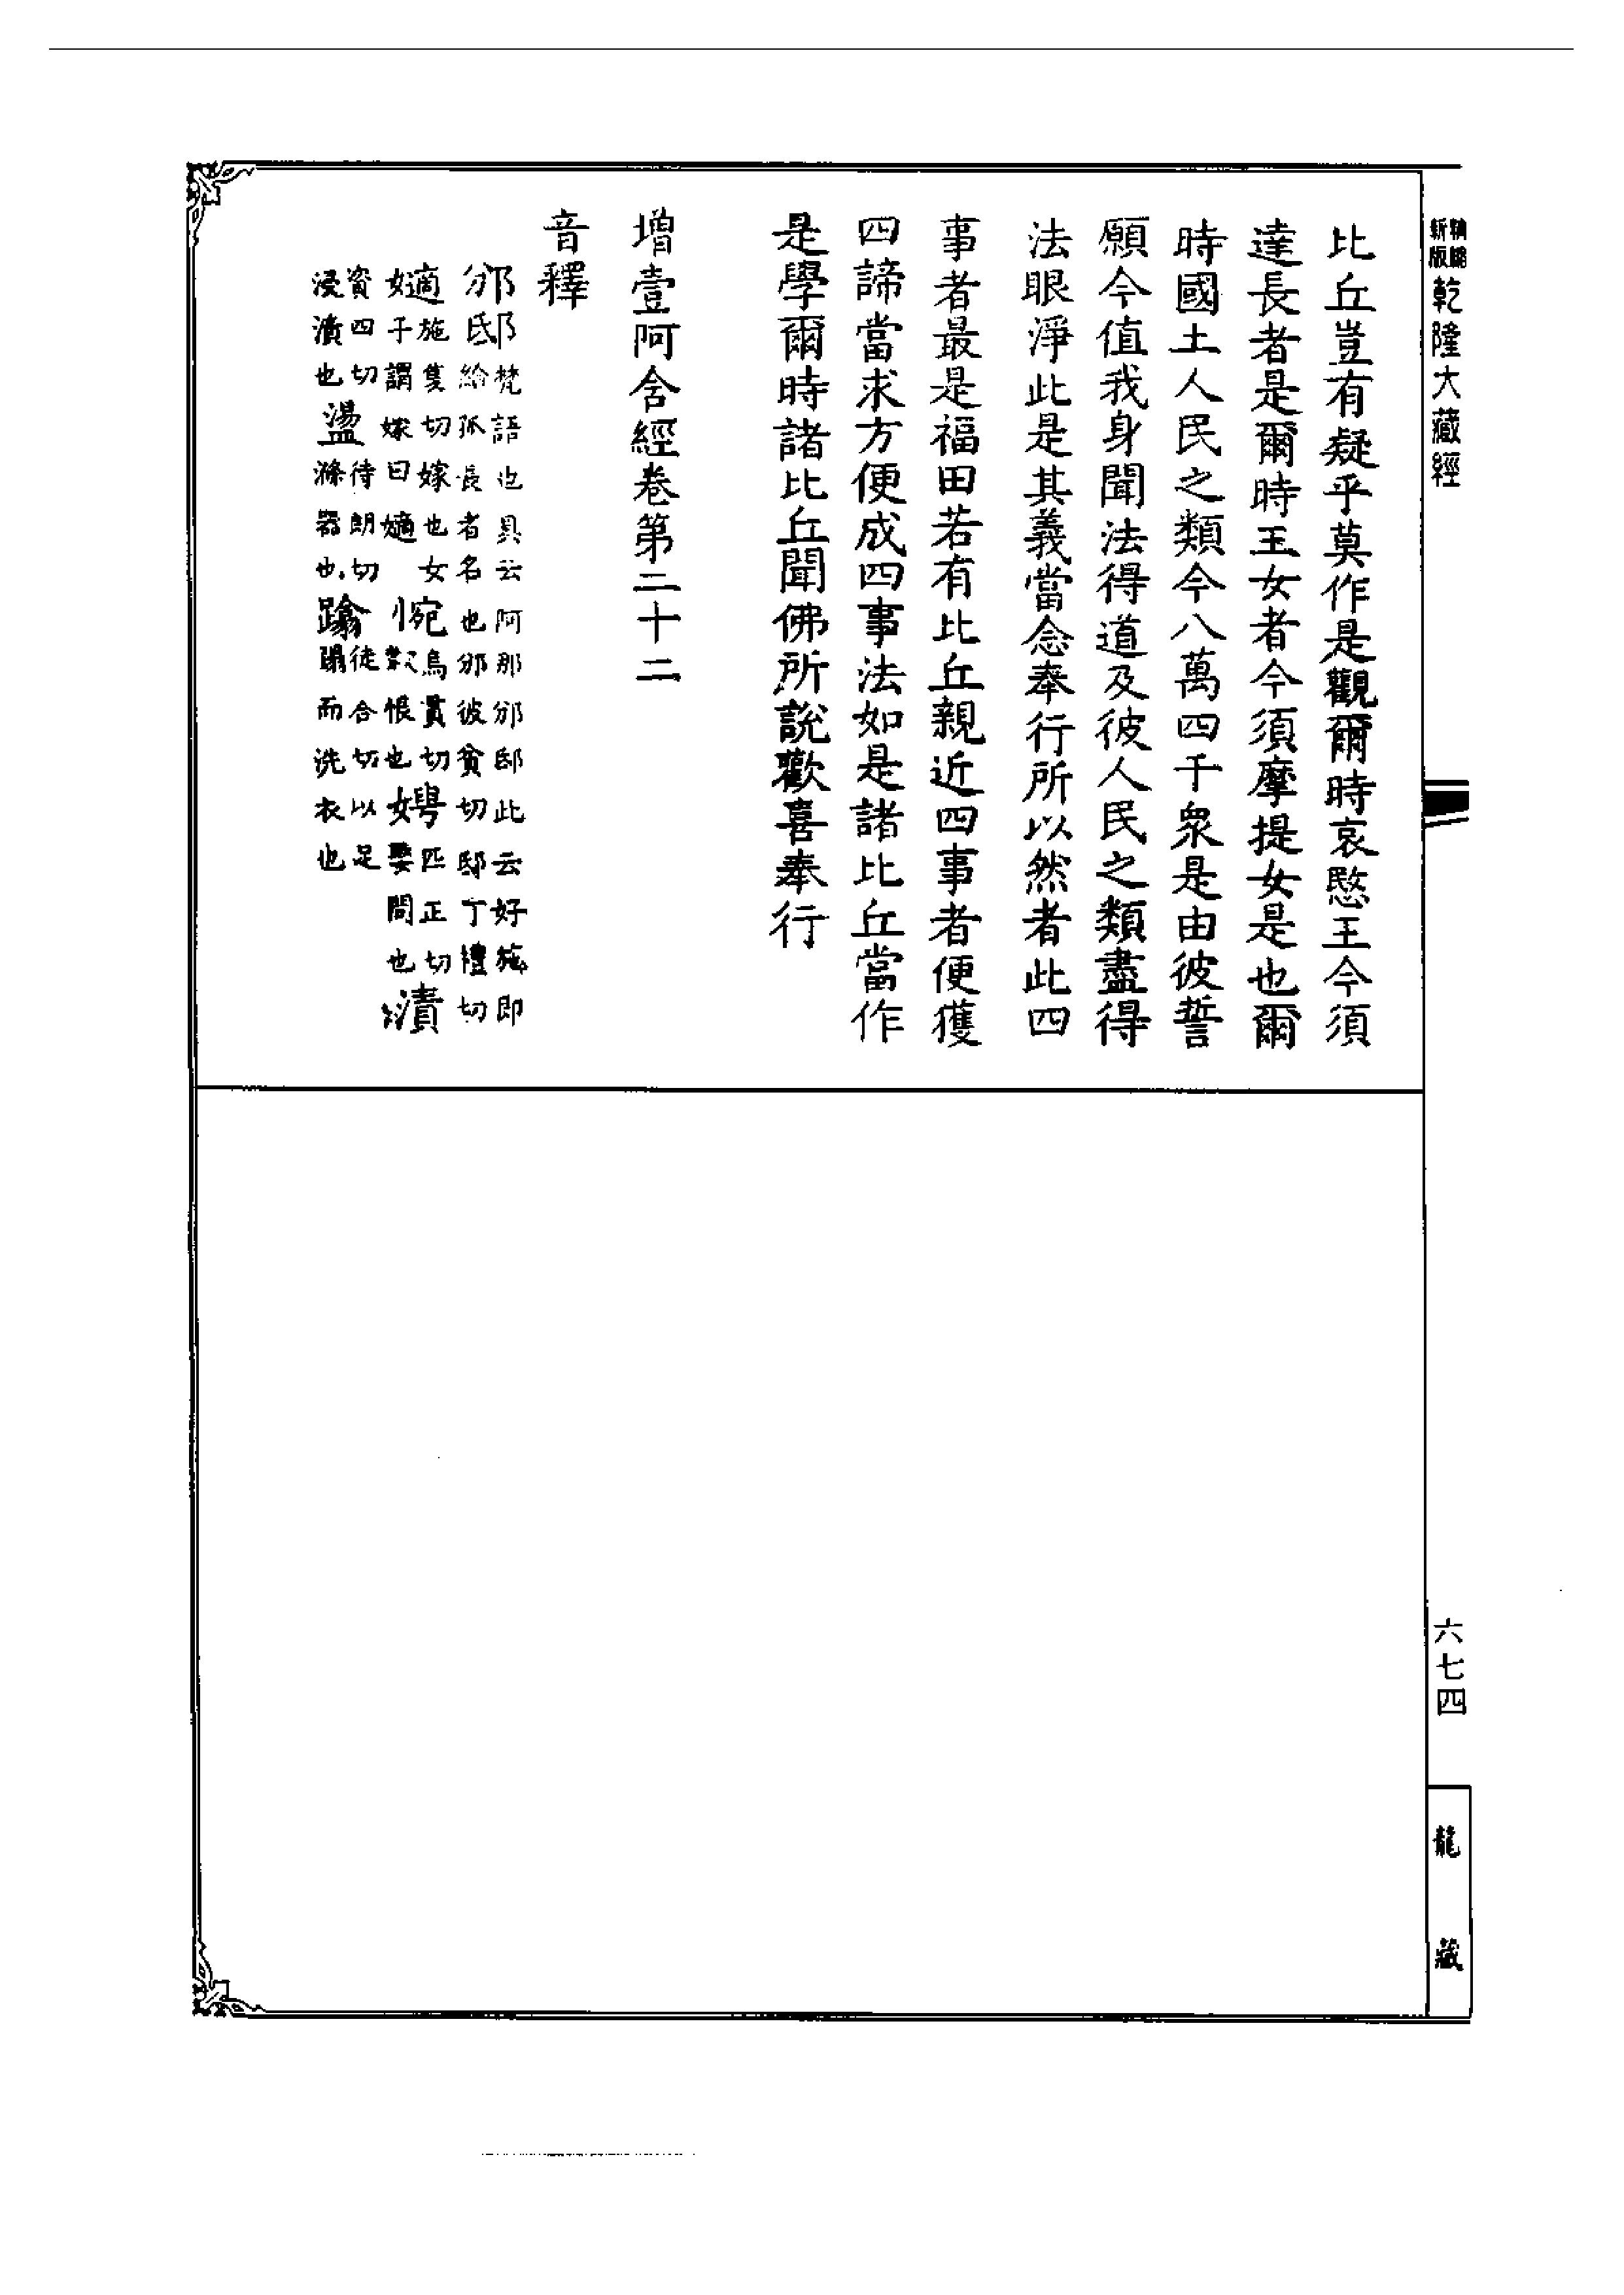 新版
乾隆大藏經
比丘豈有疑乎莫作是觀爾時哀愍王今須
達長者是爾時王女者今須摩提女是也爾
時國土人民之類今八萬四千眾是由彼誓
願今值我身聞法得道及彼人民之類盡得
法眼淨此是其義當念奉行所以然者此四
事者最是福田若有比丘親近四事者便獲
四諦當求方便成四事法如是諸比丘當作
是學爾時諸比丘聞佛所說歡喜奉行
增壹阿含經卷第二十二
音釋
邠邸梵語也具云阿那邠邸此云好施即給孤長者名也邠彼貧切邸丁禮切
嫡施隻切嫁也女女子謂嫁曰嫡 惋烏貫切歎恨也娉匹正切娶問也漬
資四切浸漬也盪待朗切滌器也蹹徒合切以足蹋而洗衣也
六七四
龍藏